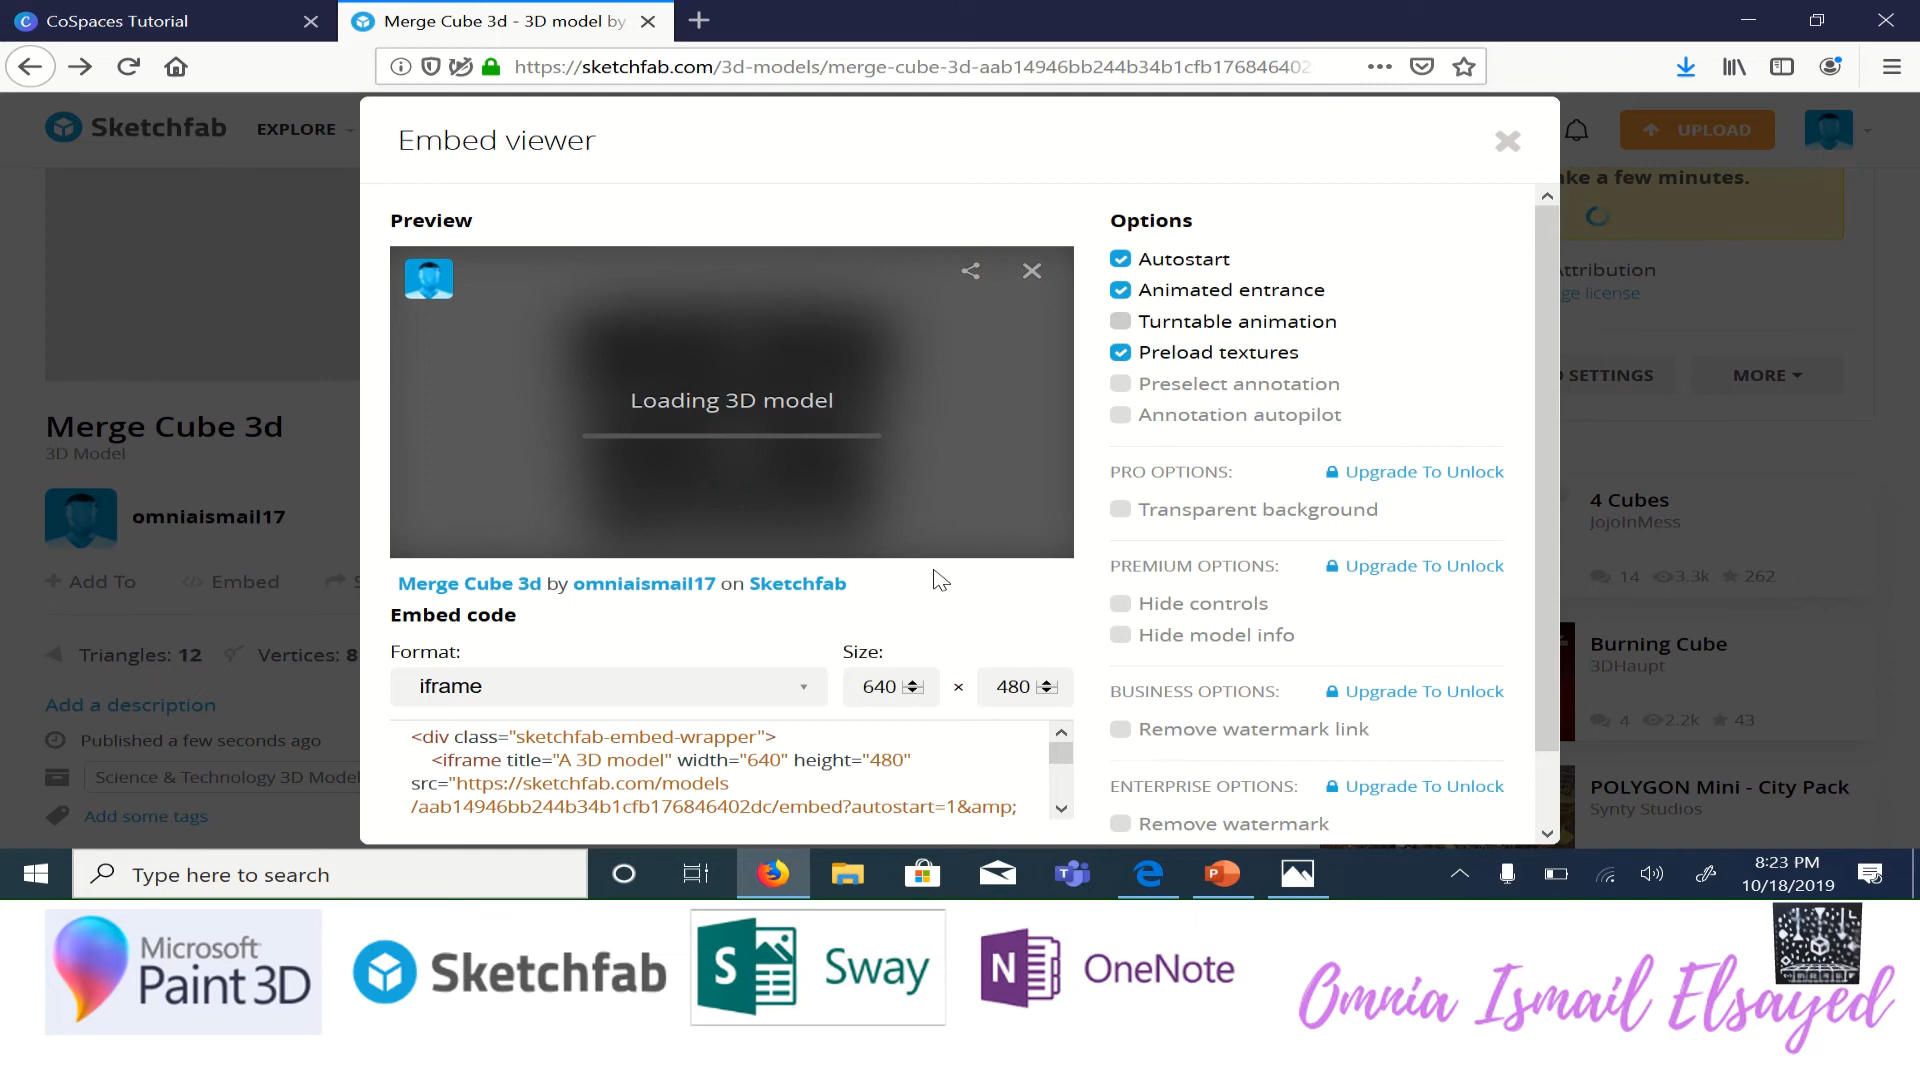 CoSpaces Tutorial
Merge Cube 3d - 3D model by
https://sketchfab.com/3d-models/merge-cube-3d-aab14946bb244b34b1cfb176846402
Sketchfab
EXPLORE
UPLOAD
Embed viewer
ke a few minutes.
Preview
Options
Autostart
Animated entrance
Turntable animation
Preload textures
Preselect annotation
Annotation autopilot
Loading 3D model
ttribution
ge license
SETTINGS
MORE
Merge Cube 3d
3D Model
omniaismail17
Add To
Embed
PRO OPTIONS:
Upgrade To Unlock
Transparent background
PREMIUM OPTIONS:
Upgrade To Unlock
Hide controls
Hide model info
BUSINESS OPTIONS:
Upgrade To Unlock
Remove watermark link
ENTERPRISE OPTIONS:
Upgrade To Unlock
Remove watermark
Merge Cube 3d by omniaismail17 on Sketchfab
Embed code
Format:
Size:
iframe
640 × 480
<div class="sketchfab-embed-wrapper">
<iframe title="A 3D model" width="640" height="480"
src="https://sketchfab.com/models
/aab14946bb244b34b1cfb176846402dc/embed?autostart=1&amp;
Triangles: 12
Vertices: 8
Add a description
Published a few seconds ago
Science & Technology 3D Model
Add some tags
4 Cubes
JojoInMess
14 3.3k 262
Burning Cube
3DHaupt
4 2.2k 43
POLYGON Mini - City Pack
Synty Studios
Type here to search
8:23 PM
10/18/2019
Microsoft
Paint 3D
Sketchfab
S
Sway
N
OneNote
Omnia Ismail Elsayed